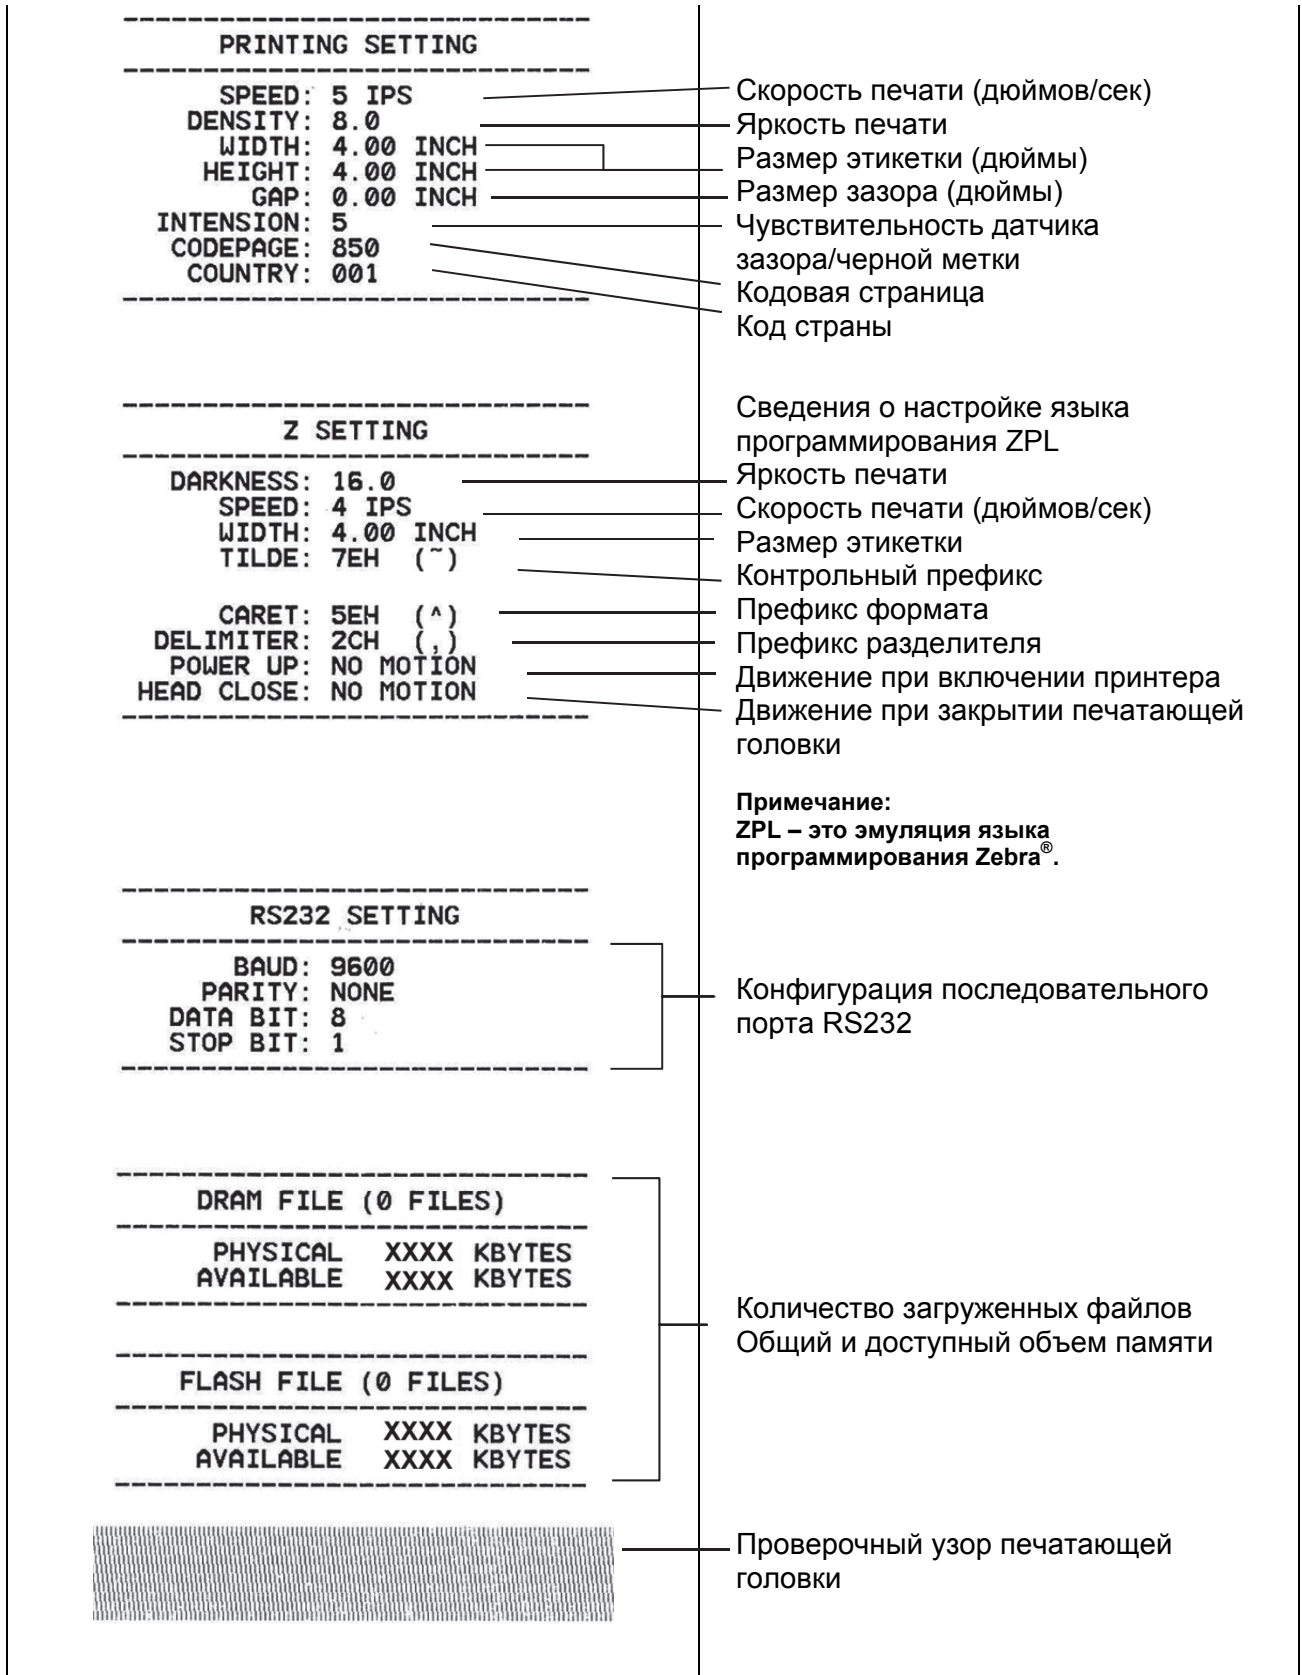 PRINTING SETTING
SPEED: 5 IPS
DENSITY: 8.0
WIDTH: 4.00 INCH
HEIGHT: 4.00 INCH
GAP: 0.00 INCH
INTENSION: 5
CODEPAGE: 850
COUNTRY: 001
Скорость печати (дюймов/сек)
Яркость печати
Размер этикетки (дюймы)
Размер зазора (дюймы)
Чувствительность датчика
зазора/черной метки
Кодовая страница
Код страны
Z SETTING
DARKNESS: 16.0
SPEED: 4 IPS
WIDTH: 4.00 INCH
TILDE: 7EH (~)
CARET: 5EH (^)
DELIMITER: 2CH (,)
POWER UP: NO MOTION
HEAD CLOSE: NO MOTION
Сведения о настройке языка
программирования ZPL
Яркость печати
Скорость печати (дюймов/сек)
Размер этикетки
Контрольный префикс
Префикс формата
Префикс разделителя
Движение при включении принтера
Движение при закрытии печатающей
головки
Примечание:
ZPL – это эмуляция языка
программирования Zebra®.
RS232 SETTING
BAUD: 9600
PARITY: NONE
DATA BIT: 8
STOP BIT: 1
Конфигурация последовательного
порта RS232
DRAM FILE (0 FILES)
PHYSICAL XXXX KBYTES
AVAILABLE XXXX KBYTES
FLASH FILE (0 FILES)
PHYSICAL XXXX KBYTES
AVAILABLE XXXX KBYTES
Количество загруженных файлов
Общий и доступный объем памяти
Проверочный узор печатающей
головки